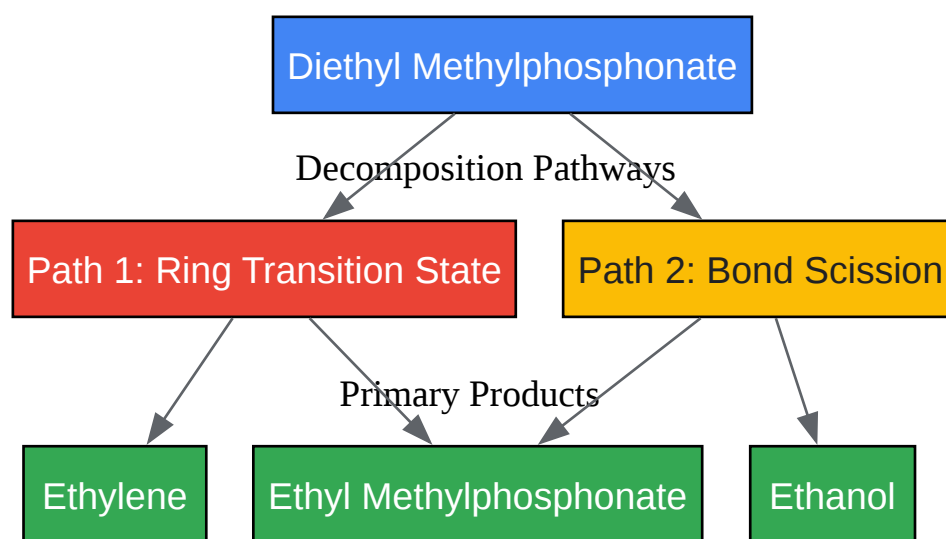 Diethyl Methylphosphonate
Decomposition Pathways
Path 1: Ring Transition State
Path 2: Bond Scission
Primary Products
Ethylene
Ethyl Methylphosphonate
Ethanol